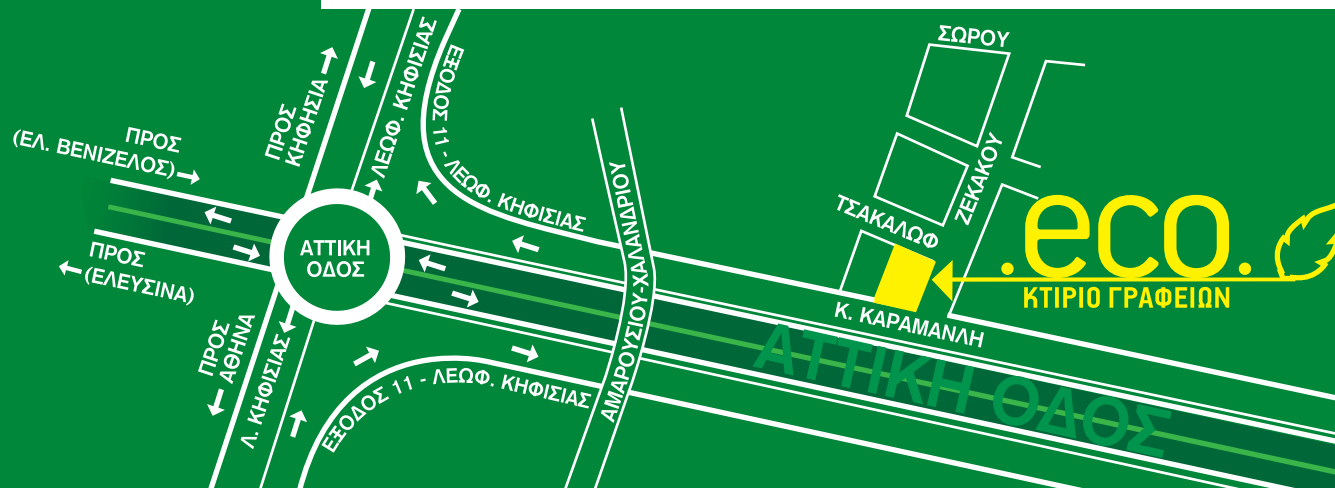 ΣΩΡΟΥ
ΠΡΟΣ
ΚΗΦΗΣΙΑ
ΛΕΩΦ. ΚΗΦΙΣΙΑΣ
ΕΞΟΔΟΣ 11 - ΛΕΩΦ. ΚΗΦΙΣΙΑΣ
ΠΡΟΣ
(ΕΛ. ΒΕΝΙΖΕΛΟΣ)
ΑΜΑΡΟΥΣΙΟΥ-ΧΑΛΑΝΔΡΙΟΥ
ΖΕΚΑΚΟΥ
ΤΣΑΚΑΛΩΦ
.eco.
ΚΤΙΡΙΟ ΓΡΑΦΕΙΩΝ
ΑΤΤΙΚΗ
ΟΔΟΣ
ΠΡΟΣ
(ΕΛΕΥΣΙΝΑ)
Κ. ΚΑΡΑΜΑΝΛΗ
ΑΤΤΙΚΗ ΟΔΟΣ
ΠΡΟΣ
ΑΘΗΝΑ
Λ. ΚΗΦΙΣΙΑΣ
ΕΞΟΔΟΣ 11 - ΛΕΩΦ. ΚΗΦΙΣΙΑΣ